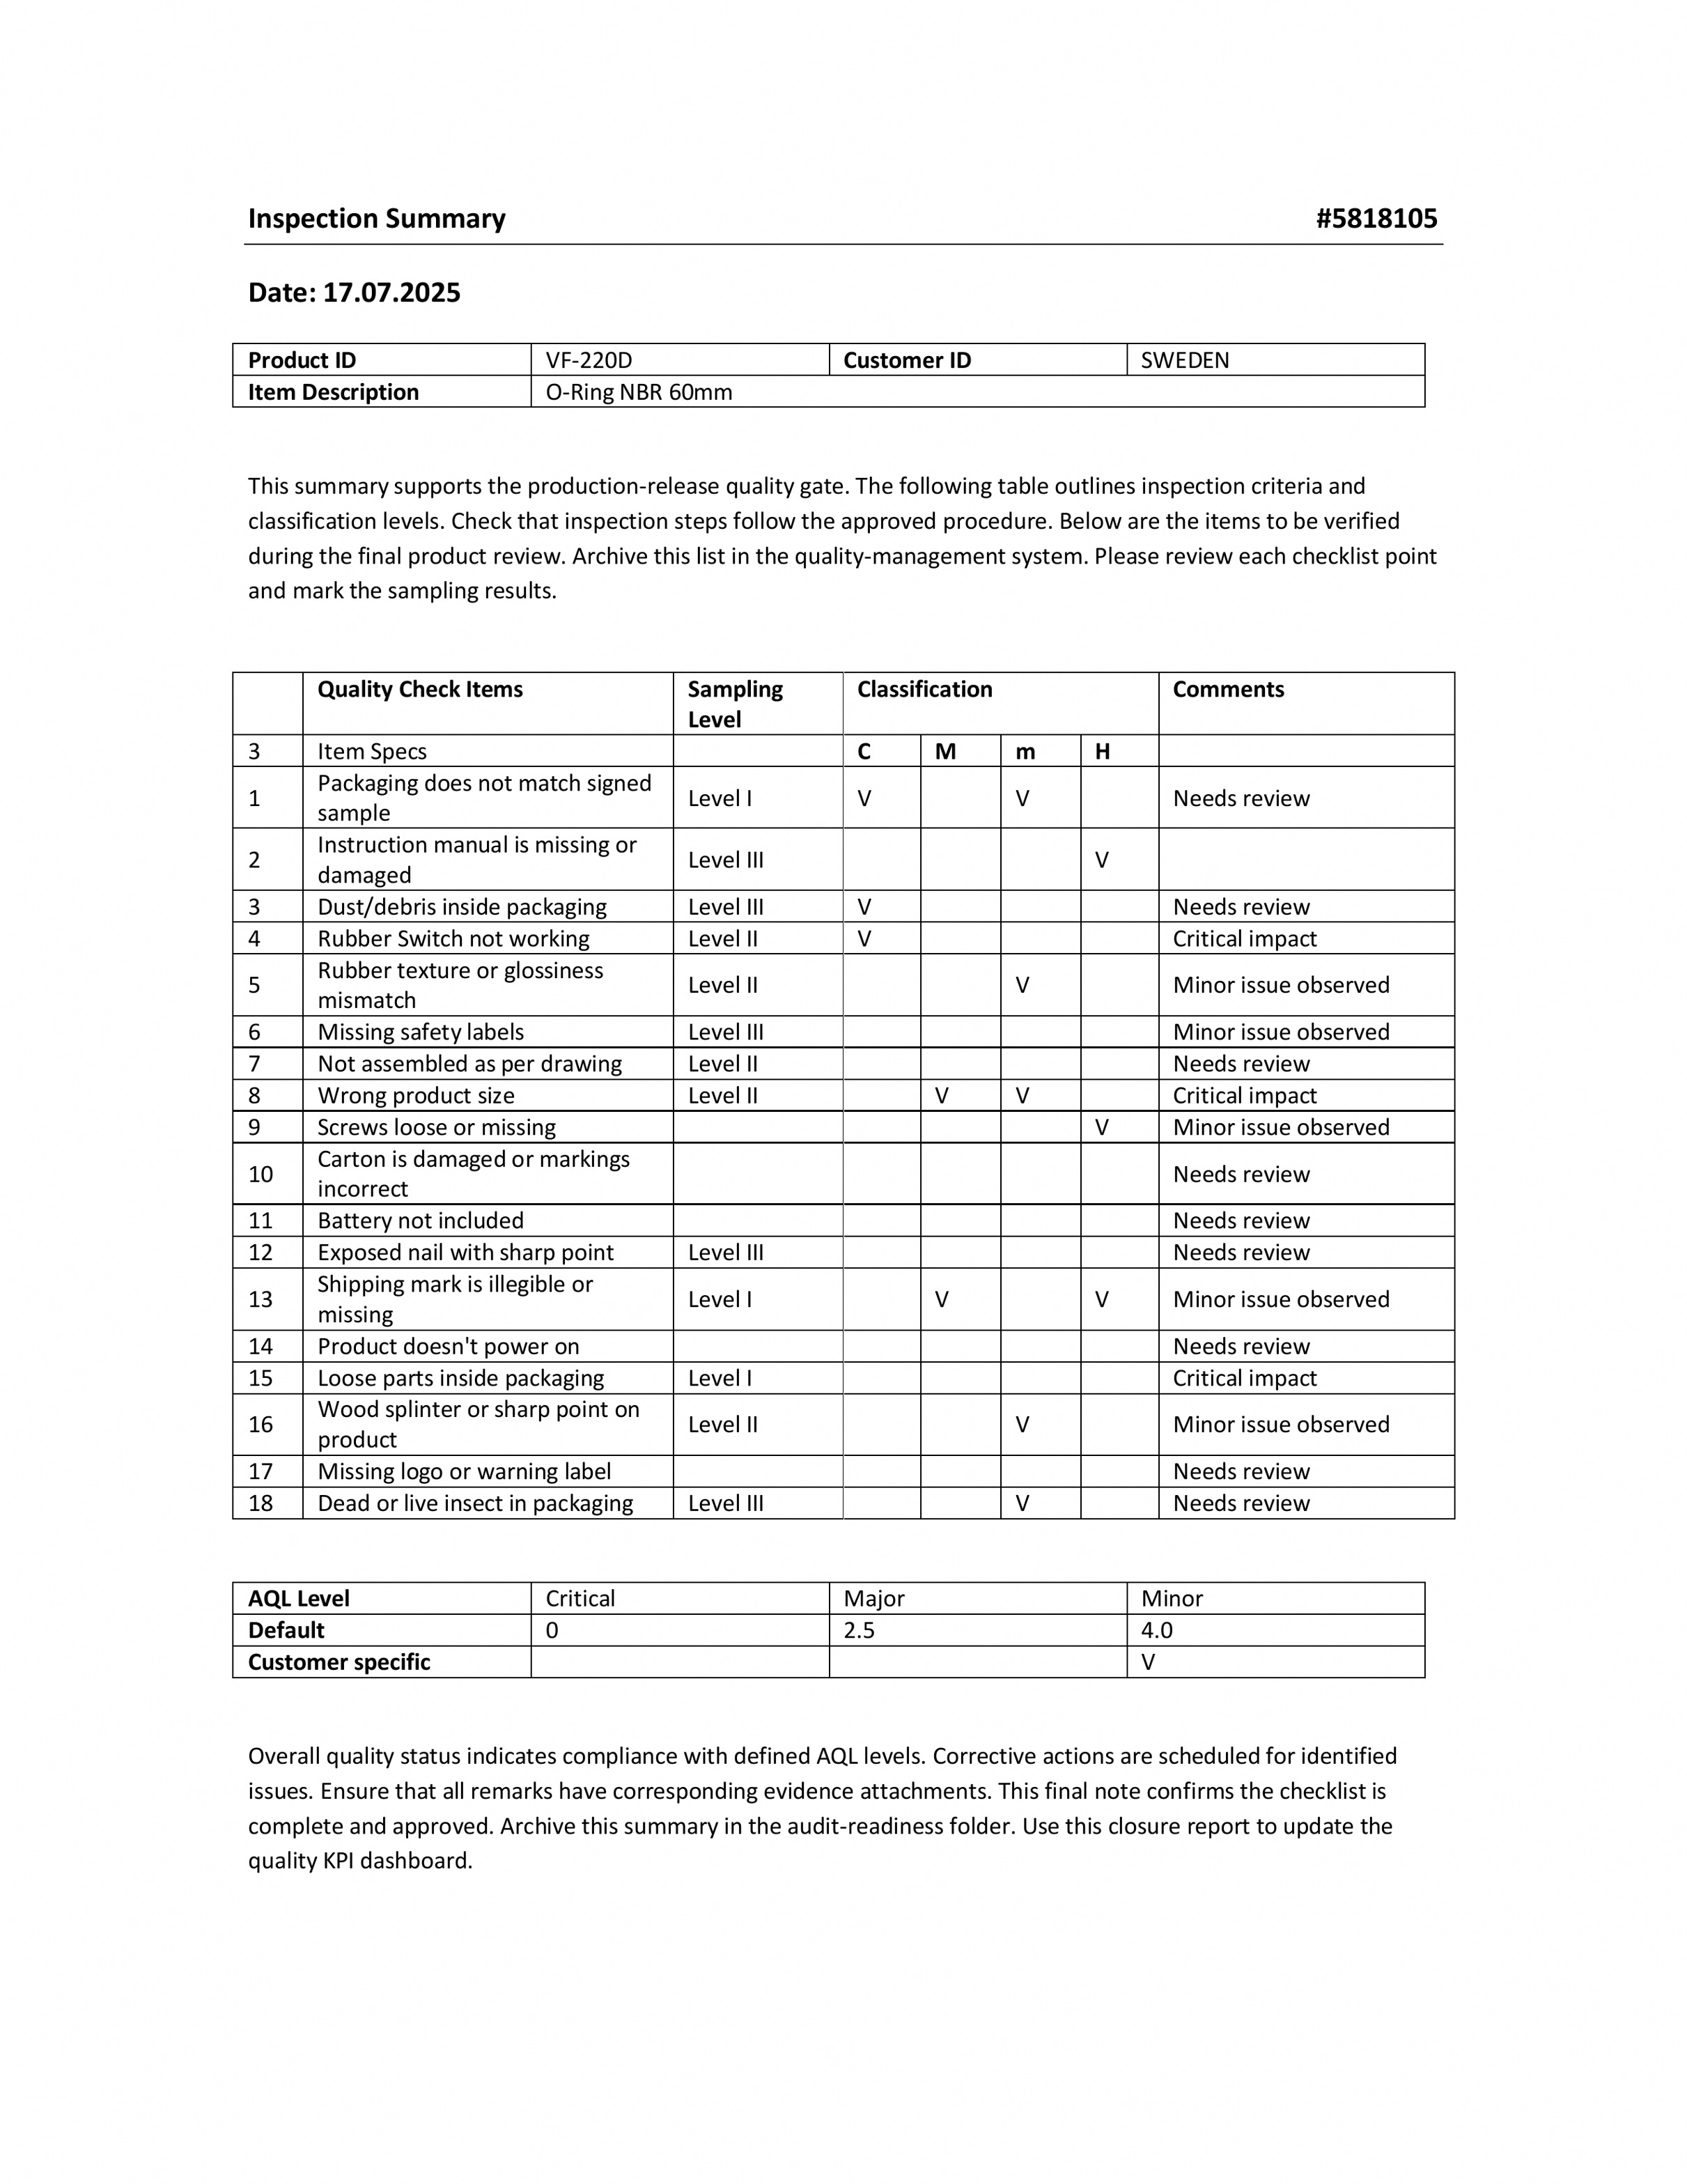 Inspection Summary #5818105
Date: 17.07.2025
Product ID VF-220D Customer ID SWEDEN
Item Description O-Ring NBR 60mm
This summary supports the production-release quality gate. The following table outlines inspection criteria and
classification levels. Check that inspection steps follow the approved procedure. Below are the items to be verified
during the final product review. Archive this list in the quality-management system. Please review each checklist point
and mark the sampling results.
Quality Check Items Sampling Level Classification Comments
3 Item Specs C M m H
1 Packaging does not match signed sample Level I V V Needs review
2 Instruction manual is missing or damaged Level III V
3 Dust/debris inside packaging Level III V Needs review
4 Rubber Switch not working Level II V Critical impact
5 Rubber texture or glossiness mismatch Level II V Minor issue observed
6 Missing safety labels Level III Minor issue observed
7 Not assembled as per drawing Level II Needs review
8 Wrong product size Level II V V Critical impact
9 Screws loose or missing V Minor issue observed
10 Carton is damaged or markings incorrect Needs review
11 Battery not included Needs review
12 Exposed nail with sharp point Level III Needs review
13 Shipping mark is illegible or missing Level I V V Minor issue observed
14 Product doesn't power on Needs review
15 Loose parts inside packaging Level I Critical impact
16 Wood splinter or sharp point on product Level II V Minor issue observed
17 Missing logo or warning label Needs review
18 Dead or live insect in packaging Level III V Needs review
AQL Level Critical Major Minor
Default 0 2.5 4.0
Customer specific V
Overall quality status indicates compliance with defined AQL levels. Corrective actions are scheduled for identified
issues. Ensure that all remarks have corresponding evidence attachments. This final note confirms the checklist is
complete and approved. Archive this summary in the audit-readiness folder. Use this closure report to update the
quality KPI dashboard.